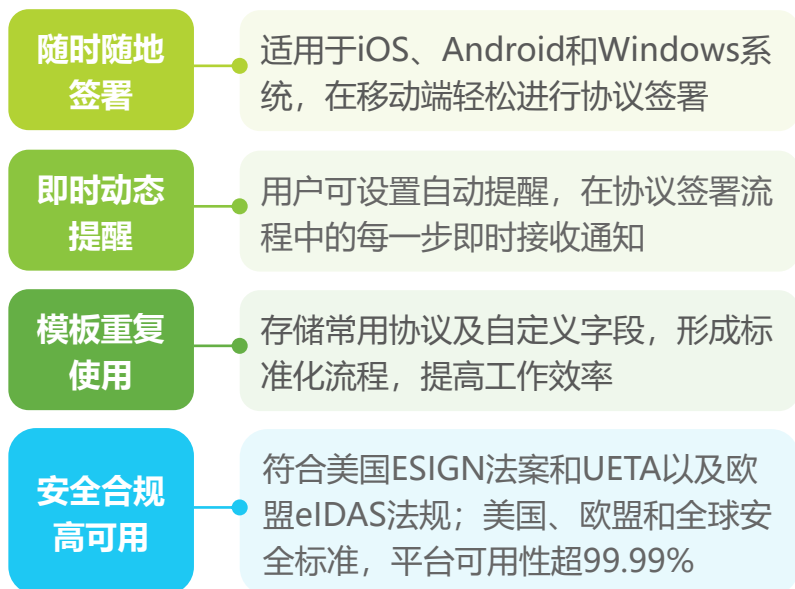 随时随地
签署
适用于iOS、Android和Windows系
统，在移动端轻松进行协议签署
即时动态
提醒
用户可设置自动提醒，在协议签署流
程中的每一步即时接收通知
模板重复
使用
存储常用协议及自定义字段，形成标
准化流程，提高工作效率
安全合规
高可用
符合美国ESIGN法案和UETA以及欧
盟eIDAS法规；美国、欧盟和全球安
全标准，平台可用性超99.99%